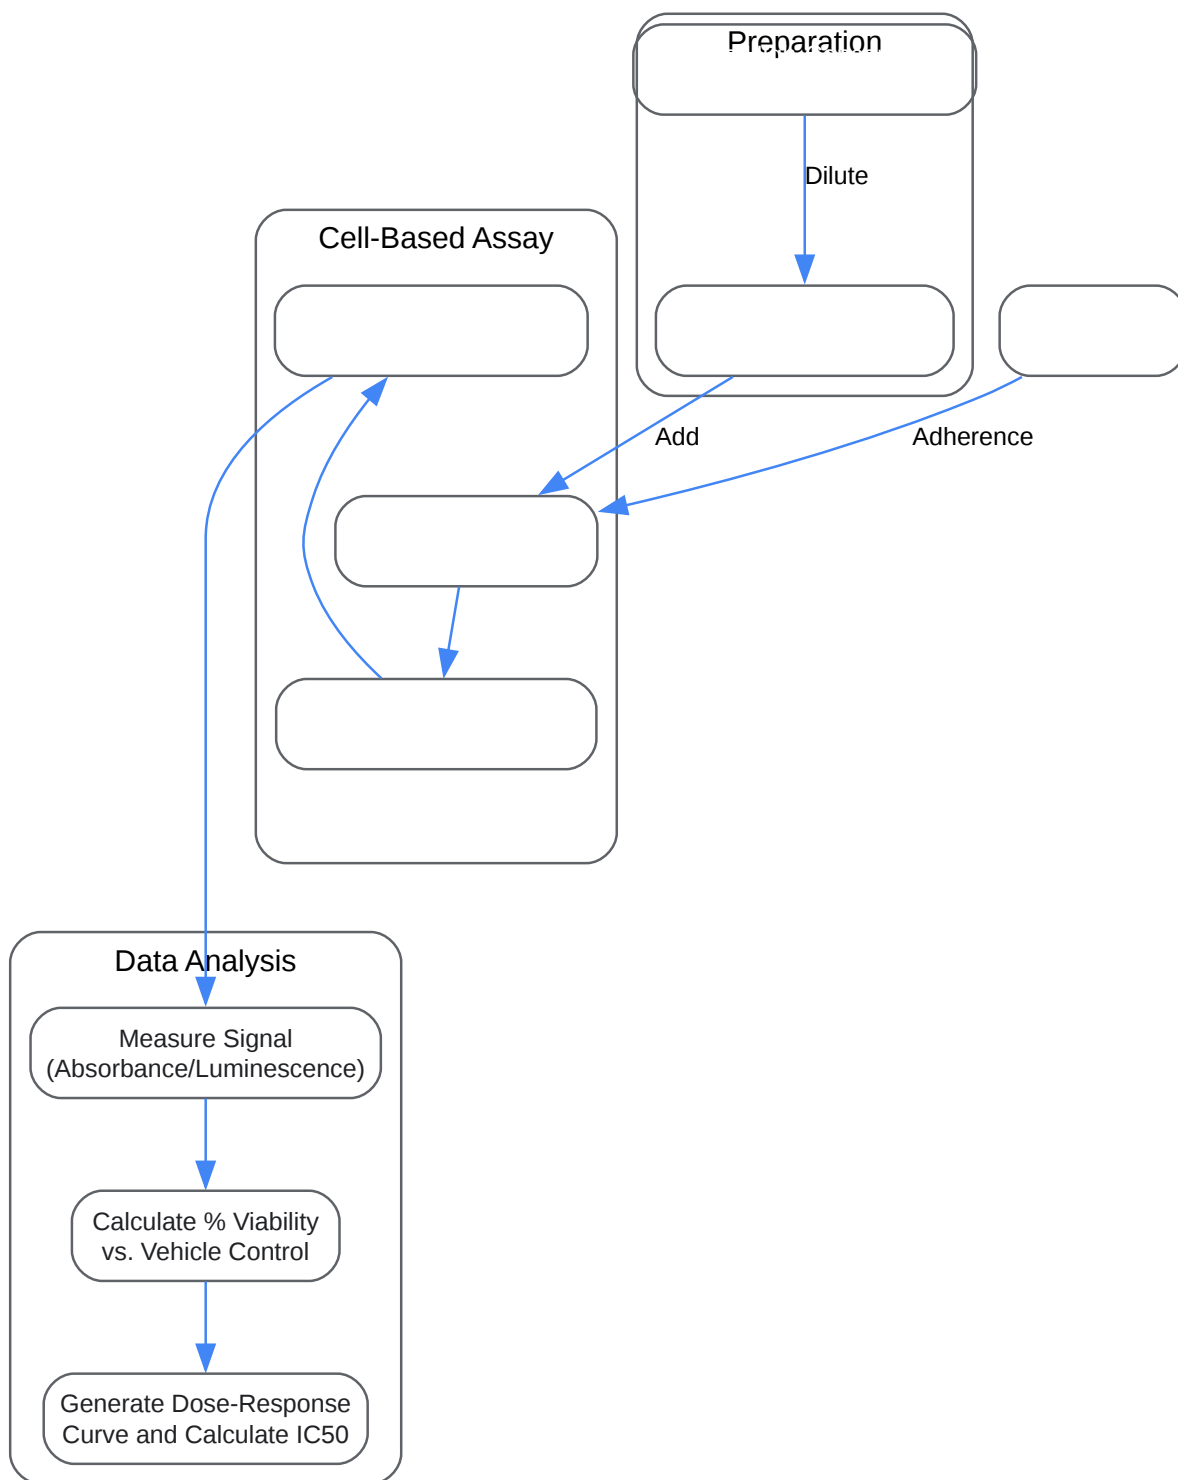 Preparation
Dilute
Cell-Based Assay
Add
Adherence
Data Analysis
Measure Signal
(Absorbance/Luminescence)
Calculate % Viability
vs. Vehicle Control
Generate Dose-Response
Curve and Calculate IC50